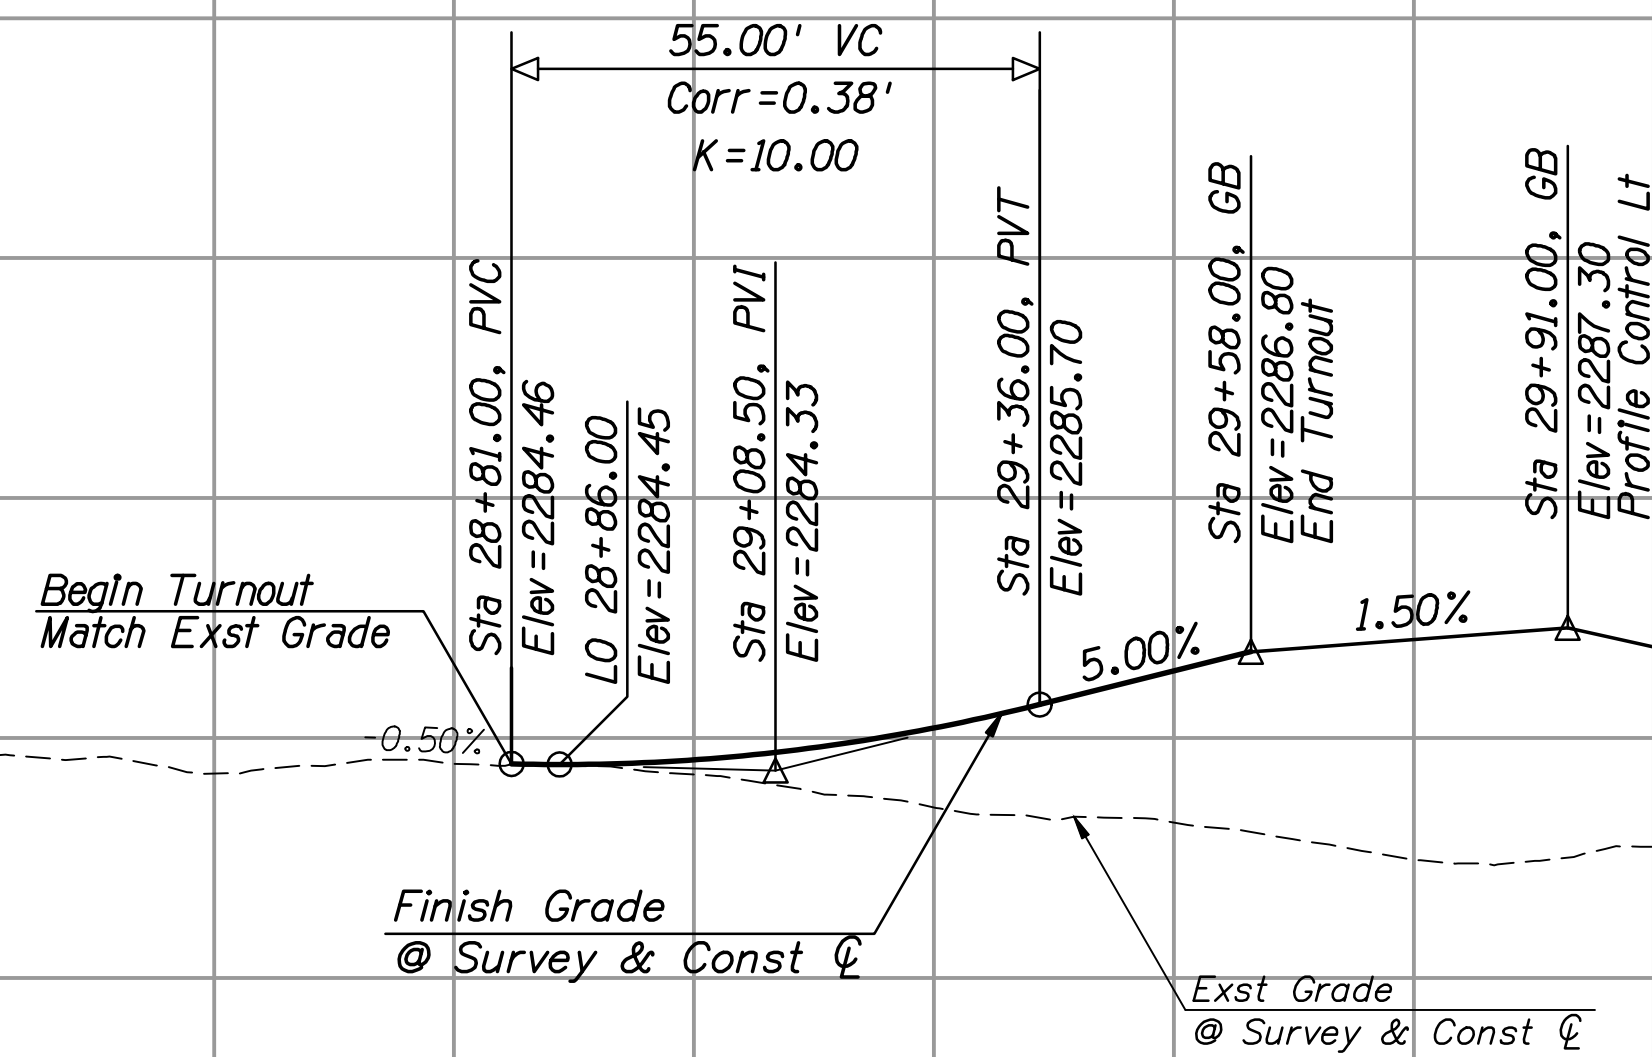 55.00' VC
Corr=0.38'
K=10.00
Sta 28+81.00, PVC
Elev=2284.46
LO 28+86.00
Elev=2284.45
Sta 29+08.50, PVI
Elev=2284.33
Sta 29+36.00, PVT
Elev=2285.70
Sta 29+58.00, GB
Elev=2286.80
End Turnout
Sta 29+91.00, GB
Elev=2287.30
Profile Control Lt
Begin Turnout
Match Exst Grade
-0.50%
5.00%
1.50%
Finish Grade
@ Survey & Const ℄
Exst Grade
@ Survey & Const ℄